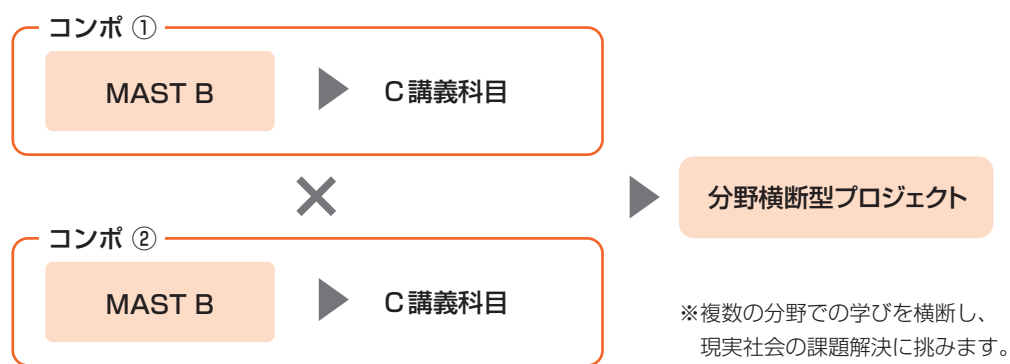 コンポ ①
MAST B
C講義科目
コンポ ②
MAST B
C講義科目
分野横断型プロジェクト
※複数の分野での学びを横断し、
現実社会の課題解決に挑みます。